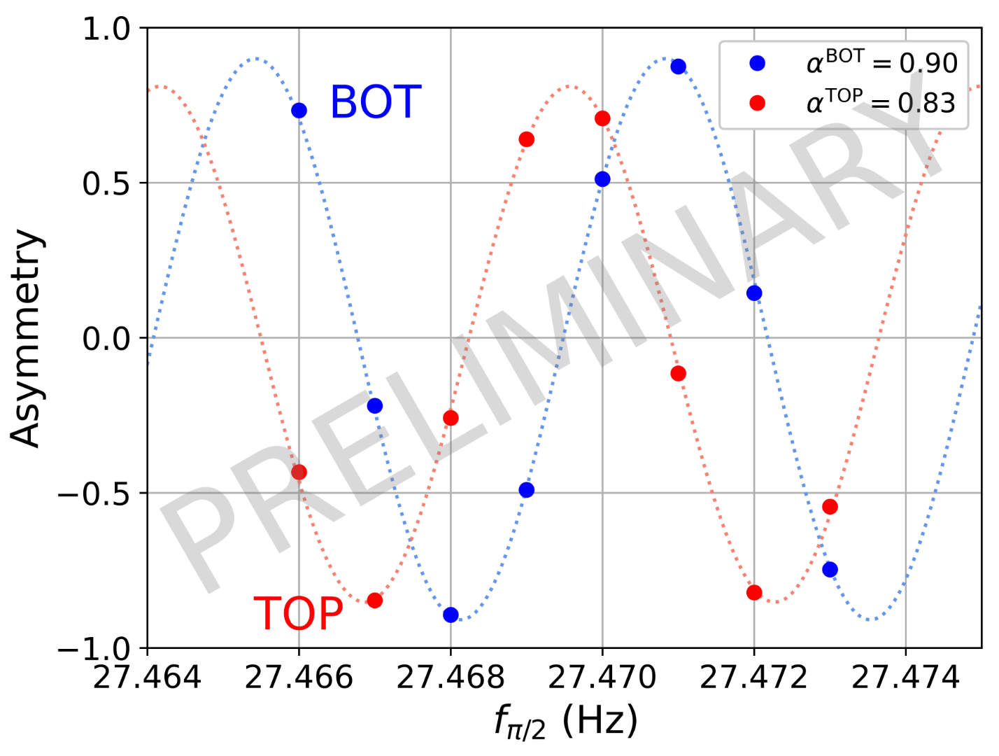 1.0
0.5
0.0
−0.5
−1.0
Asymmetry
27.464 27.466 27.468 27.470 27.472 27.474
f_{π/2} (Hz)
α^{BOT} = 0.90
α^{TOP} = 0.83
BOT
TOP
PRELIMINARY